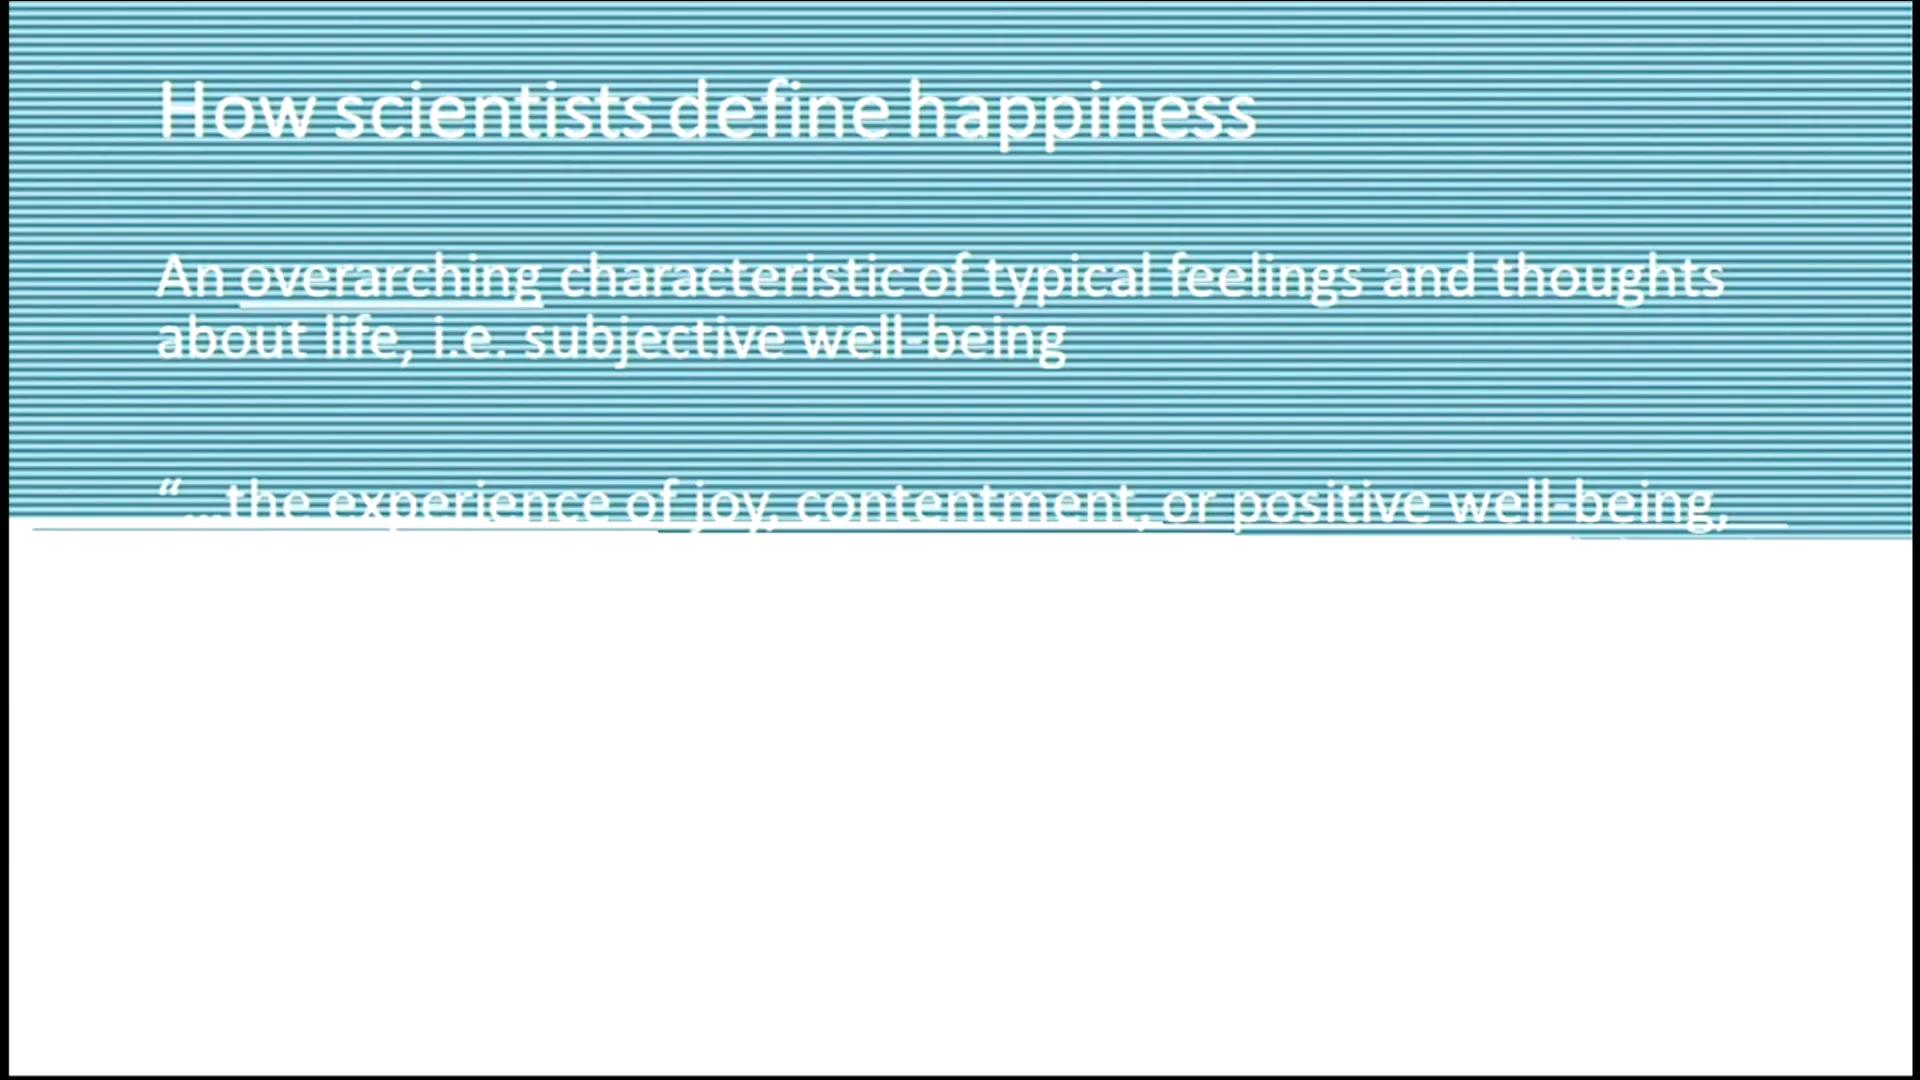 How scientists define happiness
An overarching characteristic of typical feelings and thoughts
about life, i.e. subjective well-being
“...the experience of joy, contentment, or positive well-being,